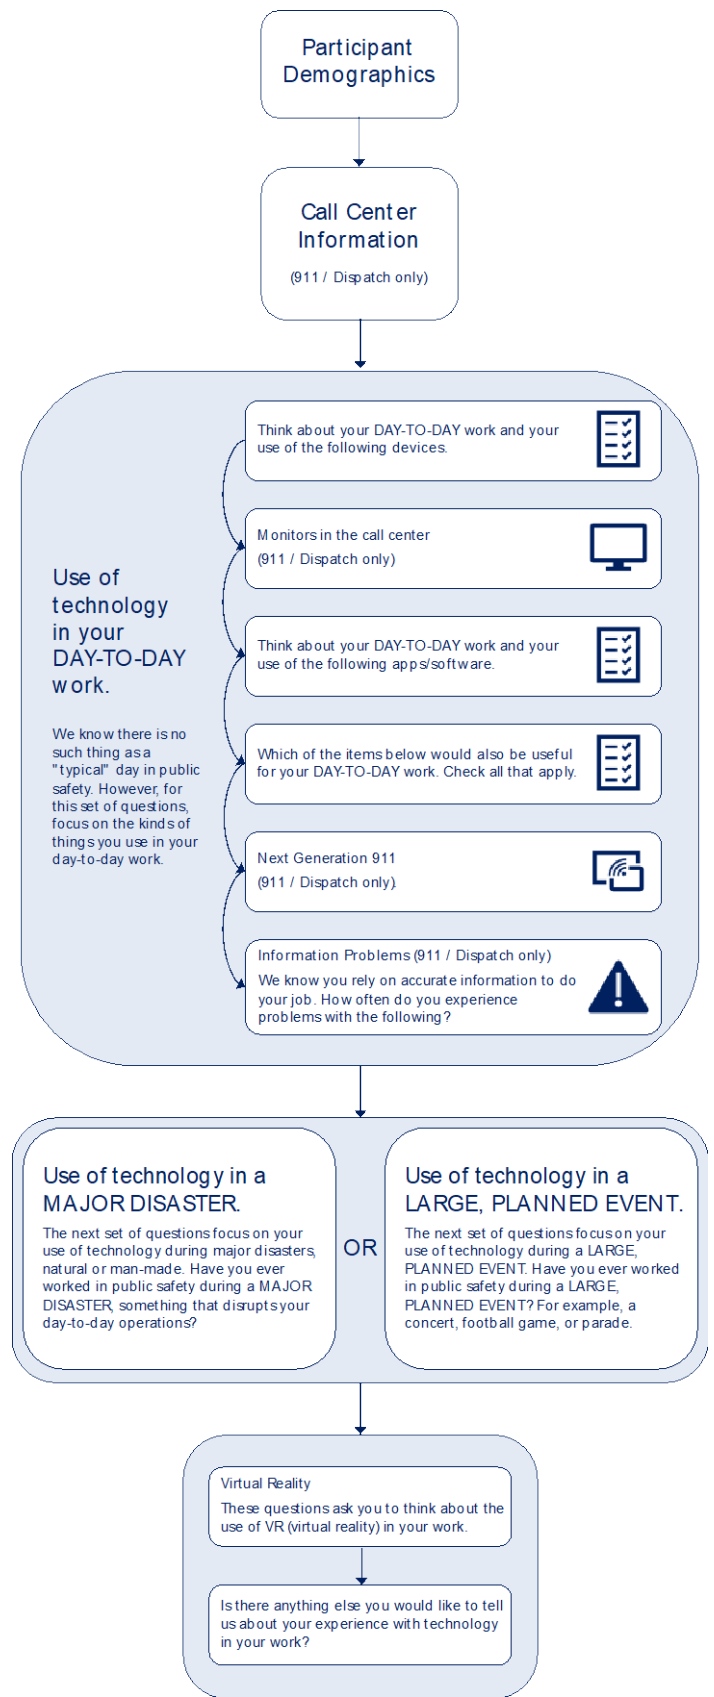 Participant
Demographics
Call Center
Information
(911 / Dispatch only)
Use of
technology
in your
DAY-TO-DAY
work.
We know there is no
such thing as a
"typical" day in public
safety. However, for
this set of questions,
focus on the kinds of
things you use in your
day-to-day work.
Think about your DAY-TO-DAY work and your
use of the following devices.
Monitors in the call center
(911 / Dispatch only)
Think about your DAY-TO-DAY work and your
use of the following apps/software.
Which of the items below would also be useful
for your DAY-TO-DAY work. Check all that apply.
Next Generation 911
(911 / Dispatch only).
Information Problems (911 / Dispatch only)
We know you rely on accurate information to do
your job. How often do you experience
problems with the following?
Use of technology in a
MAJOR DISASTER.
The next set of questions focus on your
use of technology during major disasters,
natural or man-made. Have you ever
worked in public safety during a MAJOR
DISASTER, something that disrupts your
day-to-day operations?
OR
Use of technology in a
LARGE, PLANNED EVENT.
The next set of questions focus on your
use of technology during a LARGE,
PLANNED EVENT. Have you ever worked
in public safety during a LARGE,
PLANNED EVENT? For example, a
concert, football game, or parade.
Virtual Reality
These questions ask you to think about the
use of VR (virtual reality) in your work.
Is there anything else you would like to tell
us about your experience with technology
in your work?